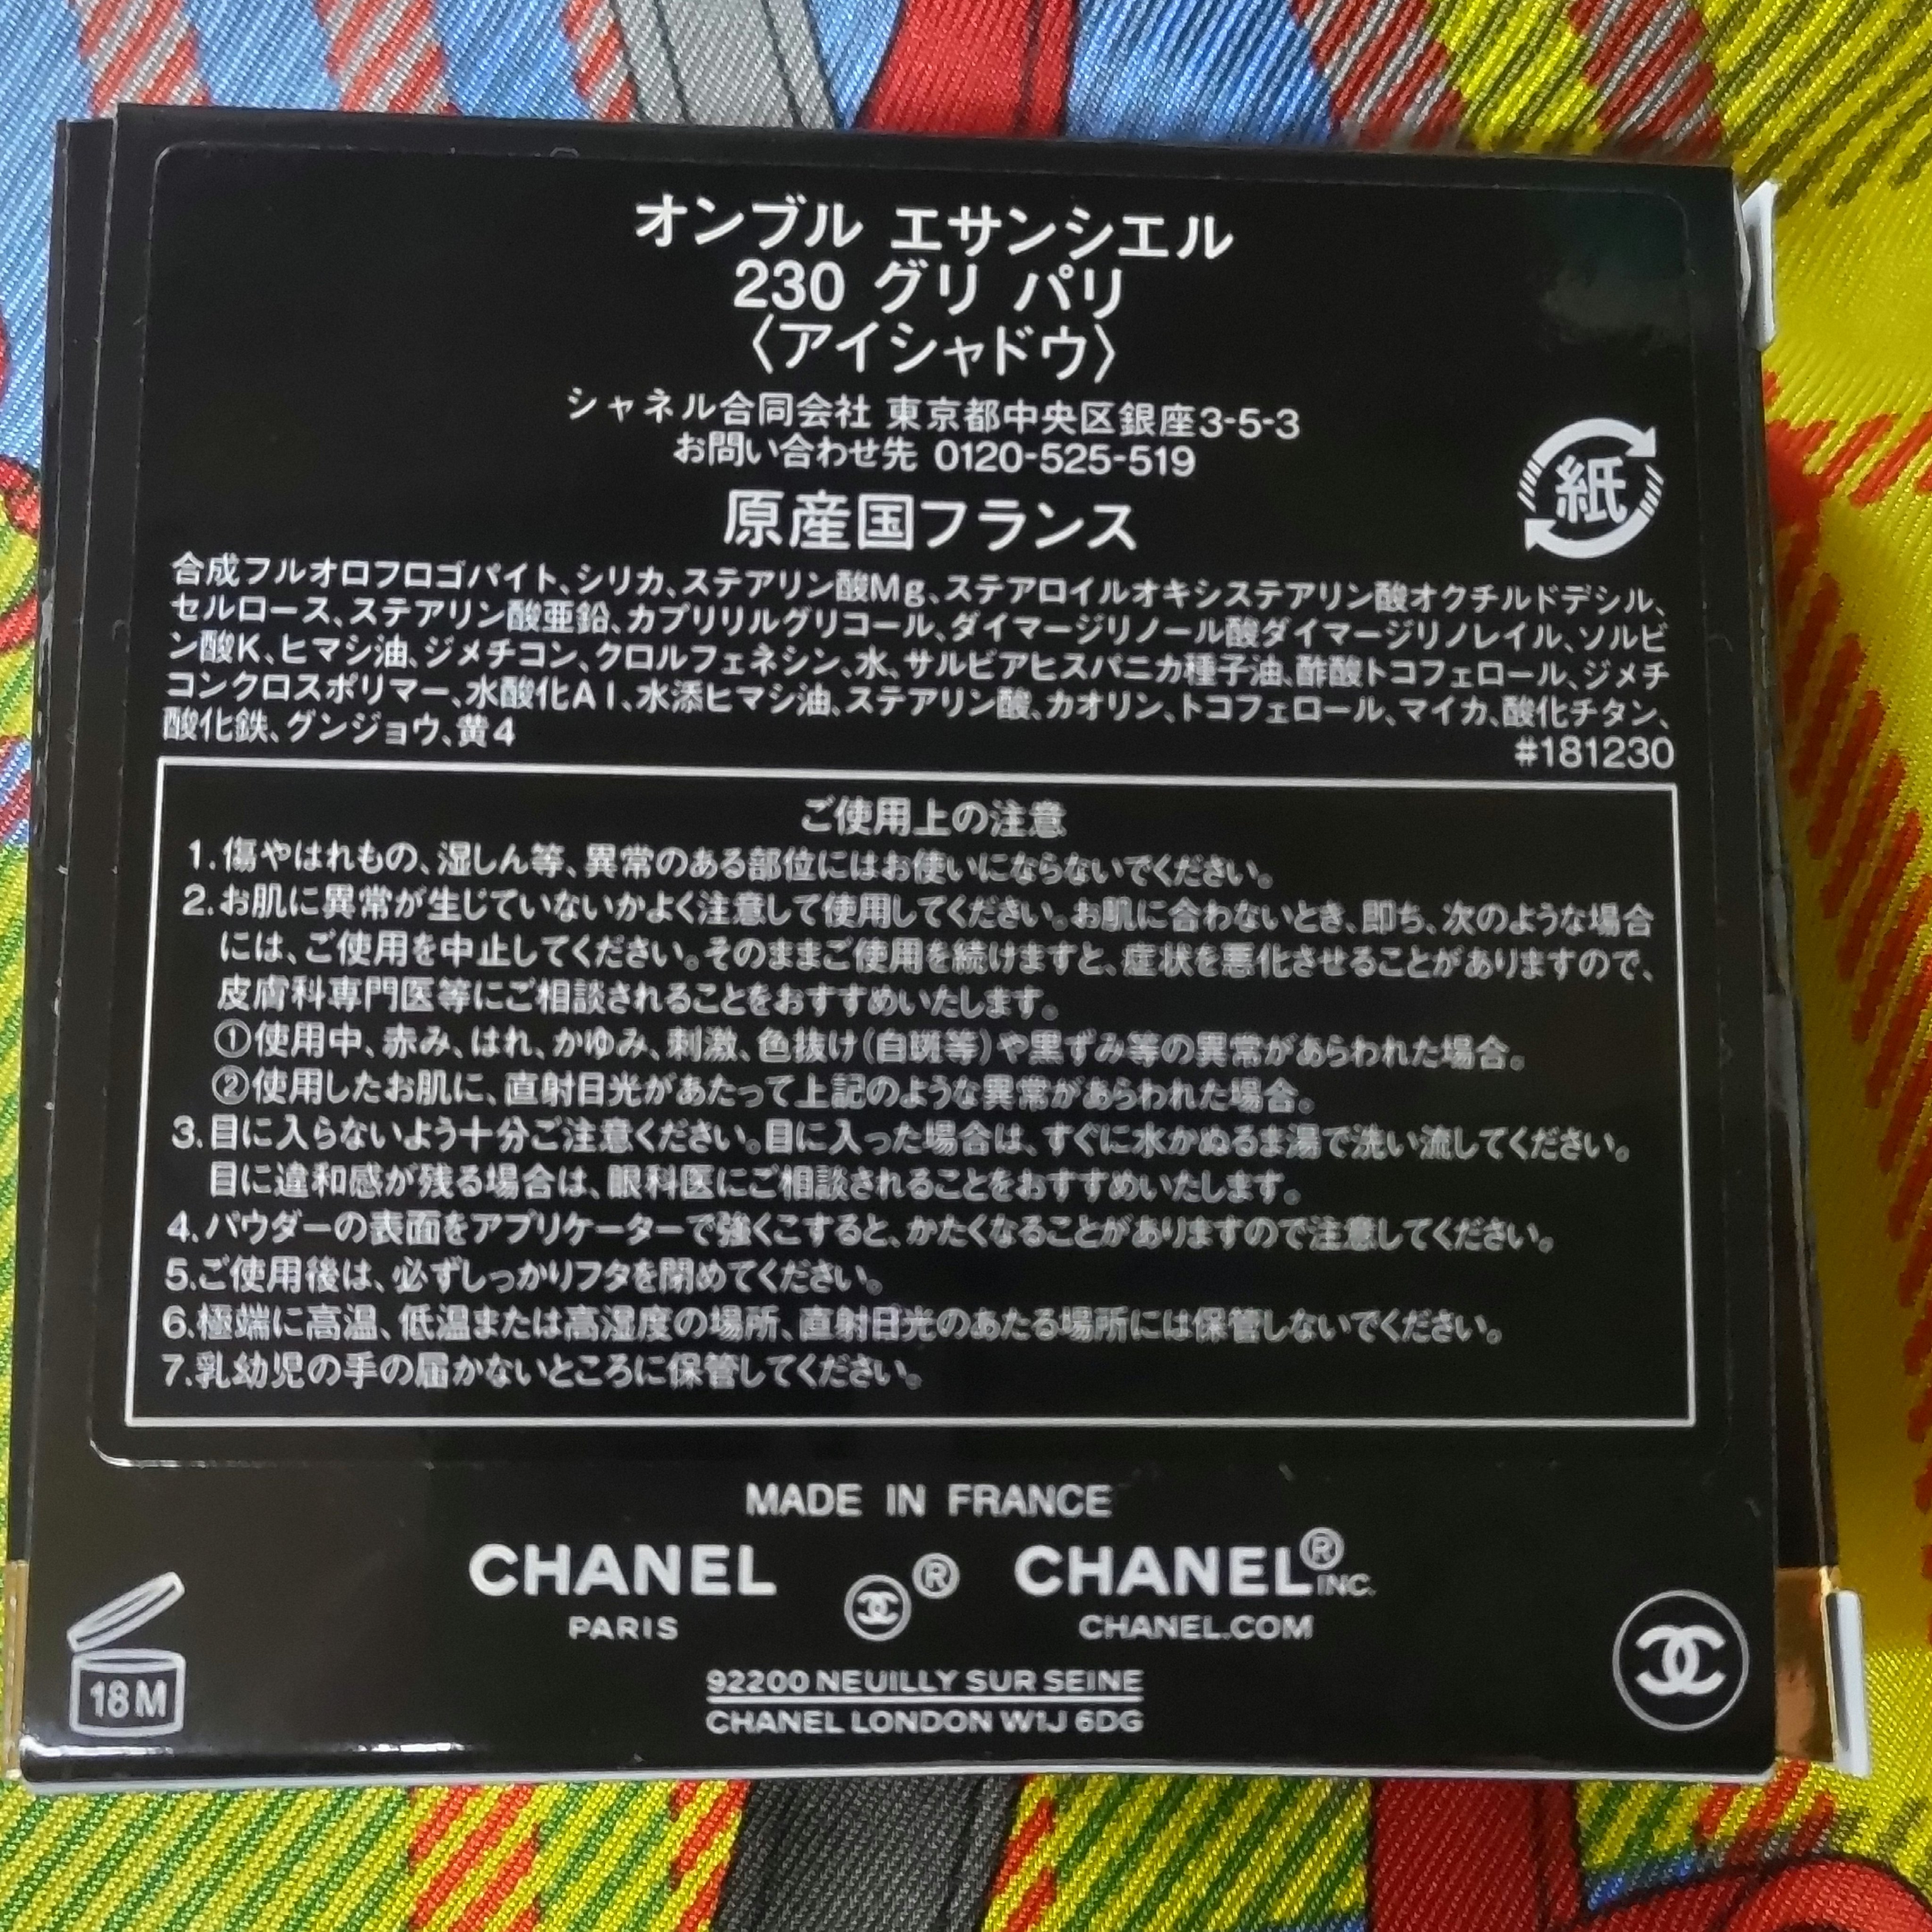 オンブル エサンシエル
230 グリ パリ
〈アイシャドウ〉
シャネル合同会社 東京都中央区銀座3-5-3
お問い合わせ先 0120-525-519
紙
原産国フランス
合成フルオロフロゴパイト、シリカ、ステアリン酸Mg、ステアロイルオキシステアリン酸オクチルドデシル、
セルロース、ステアリン酸亜鉛、カプリリルグリコール、ダイマージリノール酸ダイマージリノレイル、ソルビ
ン酸K、ヒマシ油、ジメチコン、クロルフェネシン、水、サルビアヒスパニカ種子油、酢酸トコフェロール、ジメチ
コンクロスポリマー、水酸化Al、水添ヒマシ油、ステアリン酸、カオリン、トコフェロール、マイカ、酸化チタン、
酸化鉄、グンジョウ、黄4
#181230
ご使用上の注意
1.傷やはれもの、湿しん等、異常のある部位にはお使いにならないでください。
2.お肌に異常が生じていないかよく注意して使用してください。お肌に合わないとき、即ち、次のような場合
には、ご使用を中止してください。そのままご使用を続けますと、症状を悪化させることがありますので、
皮膚科専門医等にご相談されることをおすすめいたします。
①使用中、赤み、はれ、かゆみ、刺激、色抜け(白斑等)や黒ずみ等の異常があらわれた場合。
②使用したお肌に、直射日光があたって上記のような異常があらわれた場合。
3.目に入らないよう十分ご注意ください。目に入った場合は、すぐに水かぬるま湯で洗い流してください。
目に違和感が残る場合は、眼科医にご相談されることをおすすめいたします。
4.パウダーの表面をアプリケーターで強くこすると、かたくなることがありますので注意してください。
5.ご使用後は、必ずしっかりフタを閉めてください。
6.極端に高温、低温または高湿度の場所、直射日光のあたる場所には保管しないでください。
7.乳幼児の手の届かないところに保管してください。
MADE IN FRANCE
CHANEL ® CHANEL® INC.
PARIS CHANEL.COM
18M
92200 NEUILLY SUR SEINE
CHANEL LONDON W1J 6DG